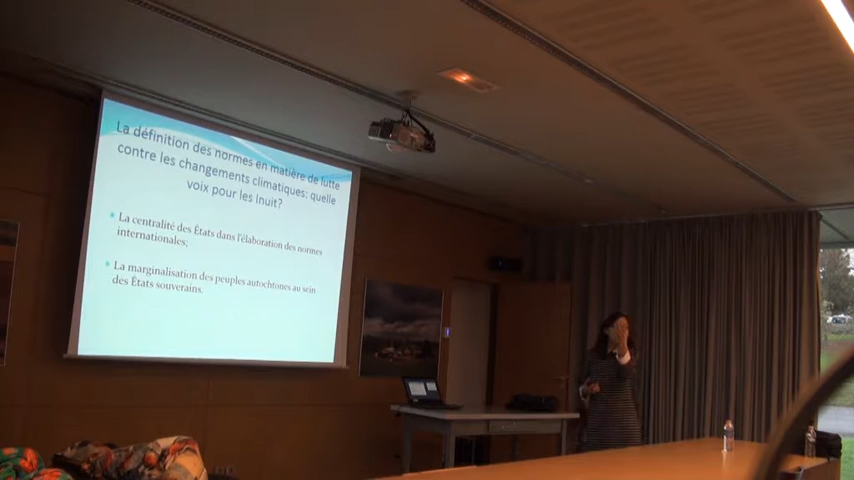 La définition des normes en matière de lutte
contre les changements climatiques: quelle
voix pour les Inuit?
La centralité des États dans l'élaboration des normes
internationales;
La marginalisation des peuples autochtones au sein
des États souverains.